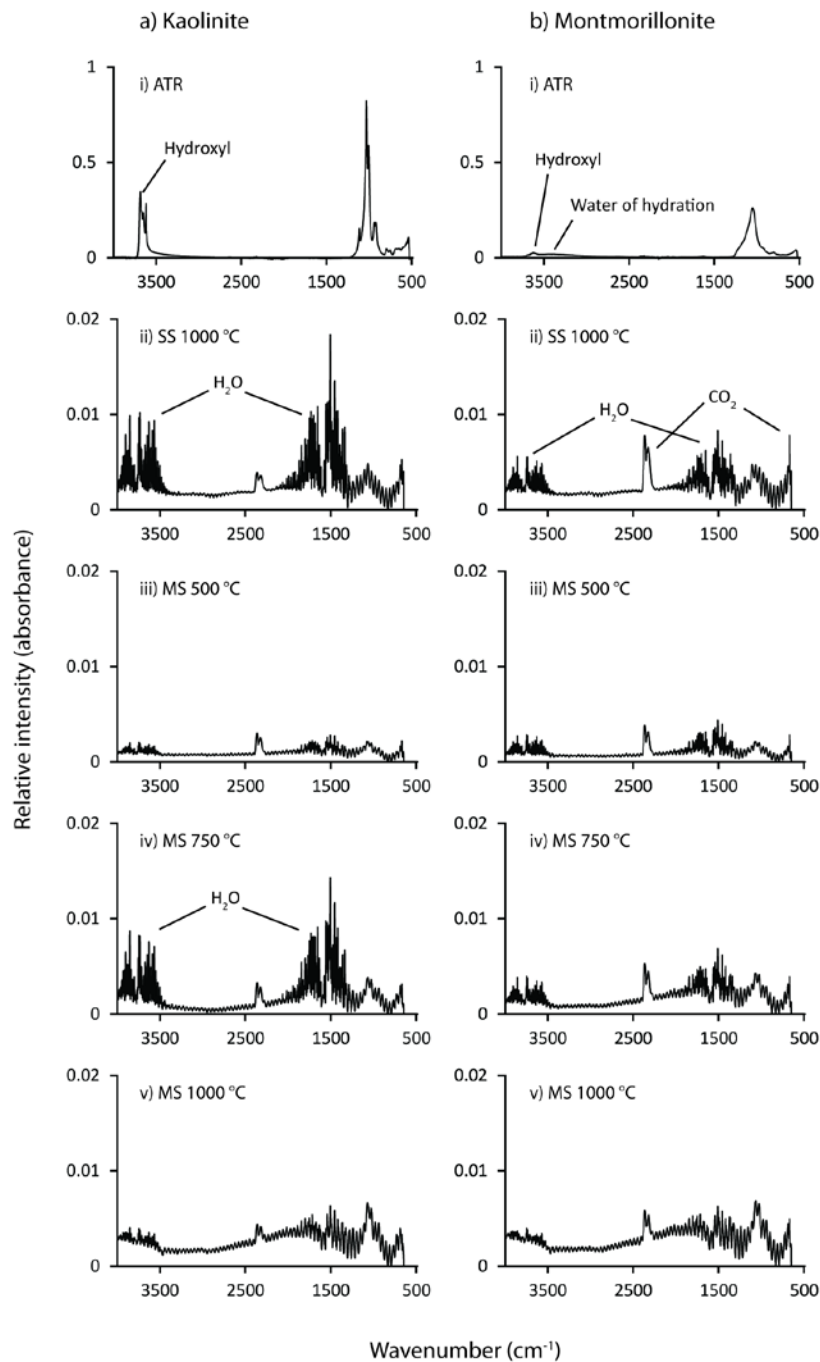 a) Kaolinite
b) Montmorillonite
i) ATR
Hydroxyl
1
0.5
0
3500 2500 1500 500
i) ATR
Hydroxyl
Water of hydration
1
0.5
0
3500 2500 1500 500
ii) SS 1000 °C
H₂O
0.02
0.01
0
3500 2500 1500 500
ii) SS 1000 °C
H₂O
CO₂
0.02
0.01
0
3500 2500 1500 500
iii) MS 500 °C
0.02
0.01
0
3500 2500 1500 500
iii) MS 500 °C
0.02
0.01
0
3500 2500 1500 500
iv) MS 750 °C
H₂O
0.02
0.01
0
3500 2500 1500 500
iv) MS 750 °C
0.02
0.01
0
3500 2500 1500 500
v) MS 1000 °C
0.02
0.01
0
3500 2500 1500 500
v) MS 1000 °C
0.02
0.01
0
3500 2500 1500 500
Relative intensity (absorbance)
Wavenumber (cm⁻¹)